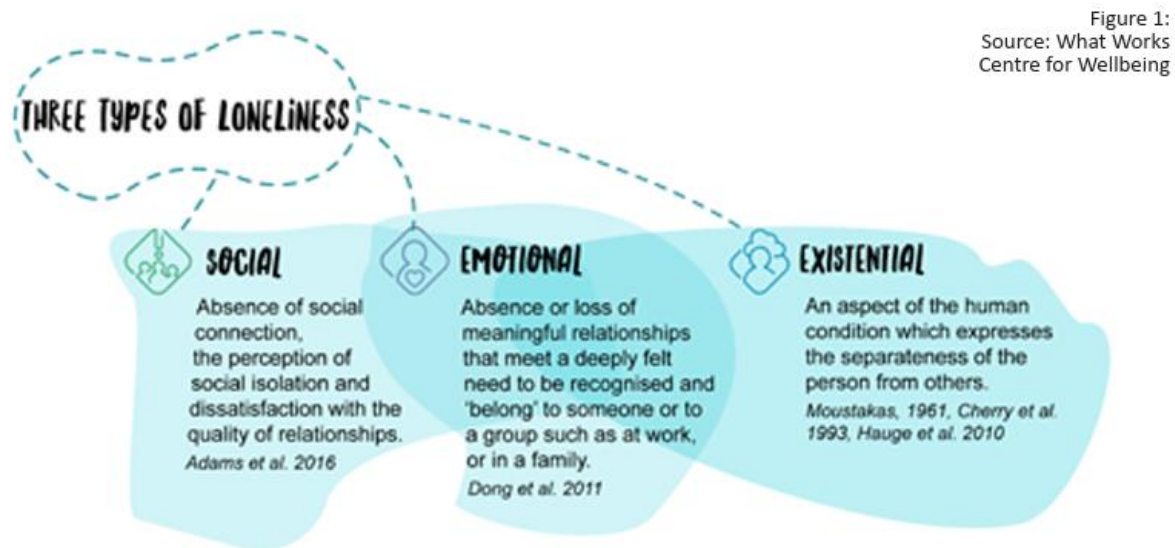 Figure 1:
Source: What Works
Centre for Wellbeing
THREE TYPES OF LONELINESS
SOCIAL
Absence of social
connection,
the perception of
social isolation and
dissatisfaction with the
quality of relationships.
Adams et al. 2016
EMOTIONAL
Absence or loss of
meaningful relationships
that meet a deeply felt
need to be recognised and
'belong' to someone or to
a group such as at work,
or in a family.
Dong et al. 2011
EXISTENTIAL
An aspect of the human
condition which expresses
the separateness of the
person from others.
Moustakas, 1961, Cherry et al.
1993, Hauge et al. 2010